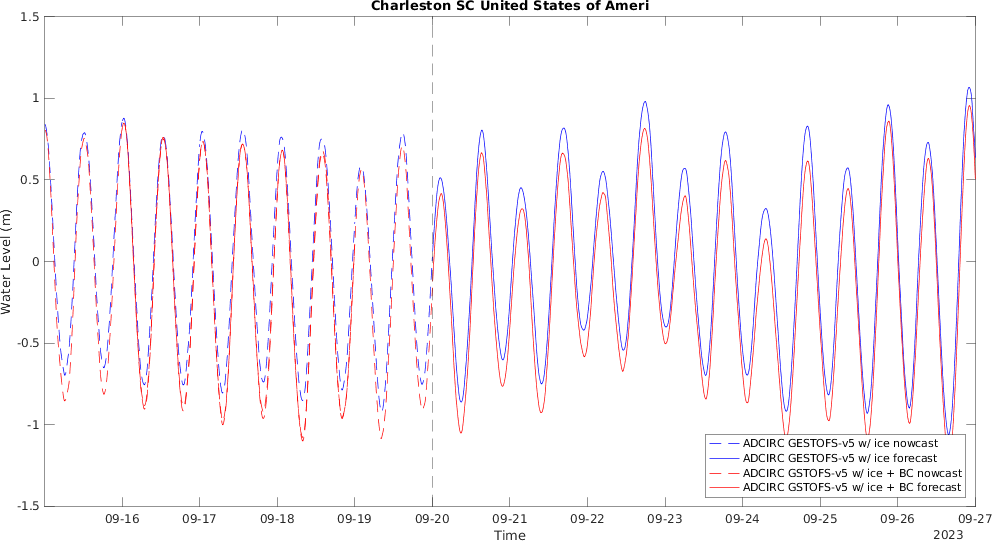 Charleston SC United States of Ameri
1.5
1
0.5
0
-0.5
-1
-1.5
Water Level (m)
09-16 09-17 09-18 09-19 09-20 09-21 09-22 09-23 09-24 09-25 09-26 09-27
Time
2023
ADCIRC GESTOFS-v5 w/ ice nowcast
ADCIRC GESTOFS-v5 w/ ice forecast
ADCIRC GSTOFS-v5 w/ ice + BC nowcast
ADCIRC GSTOFS-v5 w/ ice + BC forecast